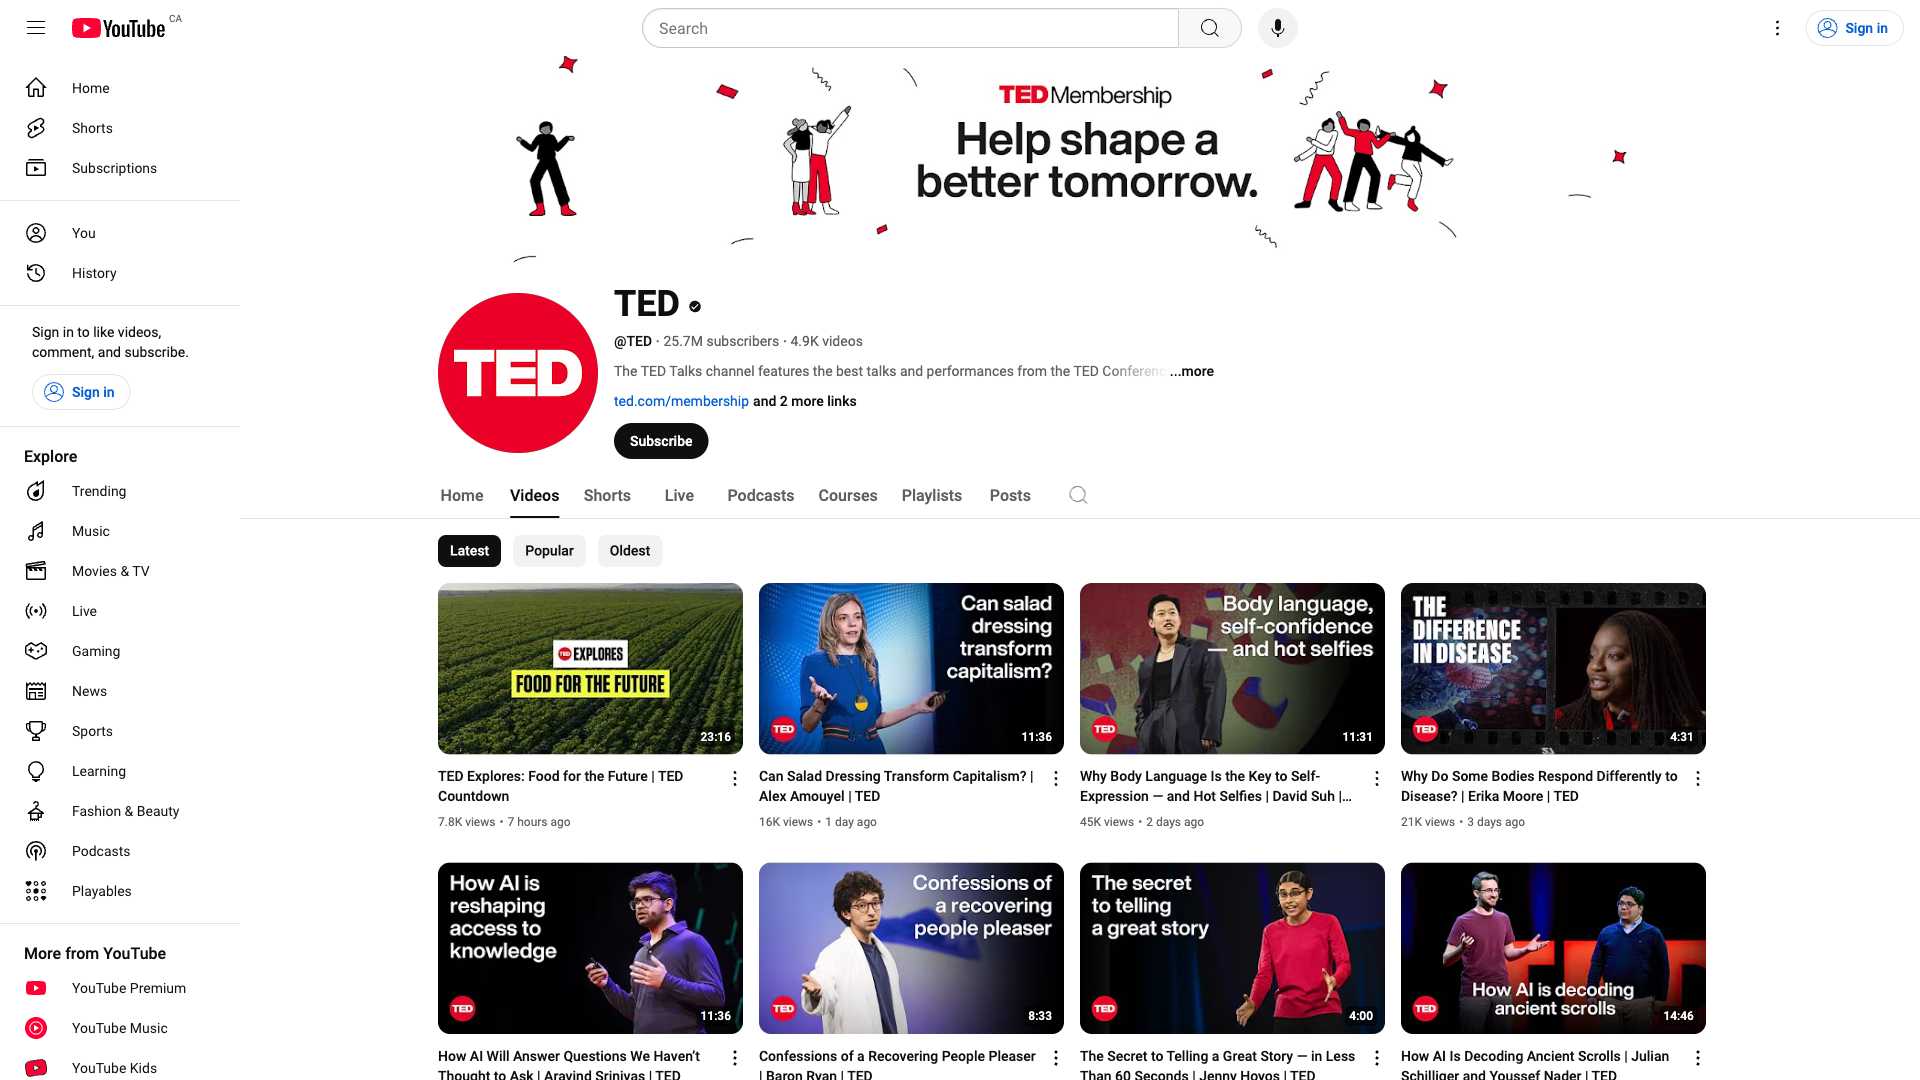 YouTube CA
Search
Sign in
Home
Shorts
Subscriptions
You
History
Sign in to like videos,
comment, and subscribe.
Sign in
Explore
Trending
Music
Movies & TV
Live
Gaming
News
Sports
Learning
Fashion & Beauty
Podcasts
Playables
More from YouTube
YouTube Premium
YouTube Music
YouTube Kids
TED Membership
Help shape a
better tomorrow.
TED
TED
@TED · 25.7M subscribers · 4.9K videos
The TED Talks channel features the best talks and performances from the TED Conferenc ...more
ted.com/membership and 2 more links
Subscribe
Home Videos Shorts Live Podcasts Courses Playlists Posts
Latest Popular Oldest
TED EXPLORES
FOOD FOR THE FUTURE
23:16
TED Explores: Food for the Future | TED
Countdown
7.8K views • 7 hours ago
Can salad
dressing
transform
capitalism?
TED
11:36
Can Salad Dressing Transform Capitalism? |
Alex Amouyel | TED
16K views • 1 day ago
Body language,
self-confidence
— and hot selfies
TED
11:31
Why Body Language Is the Key to Self-
Expression — and Hot Selfies | David Suh |...
45K views • 2 days ago
THE
DIFFERENCE
IN DISEASE
TED
4:31
Why Do Some Bodies Respond Differently to
Disease? | Erika Moore | TED
21K views • 3 days ago
How AI is
reshaping
access to
knowledge
TED
11:36
How AI Will Answer Questions We Haven't
Thought to Ask | Aravind Srinivas | TED
Confessions of
a recovering
people pleaser
TED
8:33
Confessions of a Recovering People Pleaser
| Baron Ryan | TED
The secret
to telling
a great story
TED
4:00
The Secret to Telling a Great Story — in Less
Than 60 Seconds | Jenny Hoyos | TED
How AI is decoding
ancient scrolls
TED
14:46
How AI Is Decoding Ancient Scrolls | Julian
Schilliger and Youssef Nader | TED